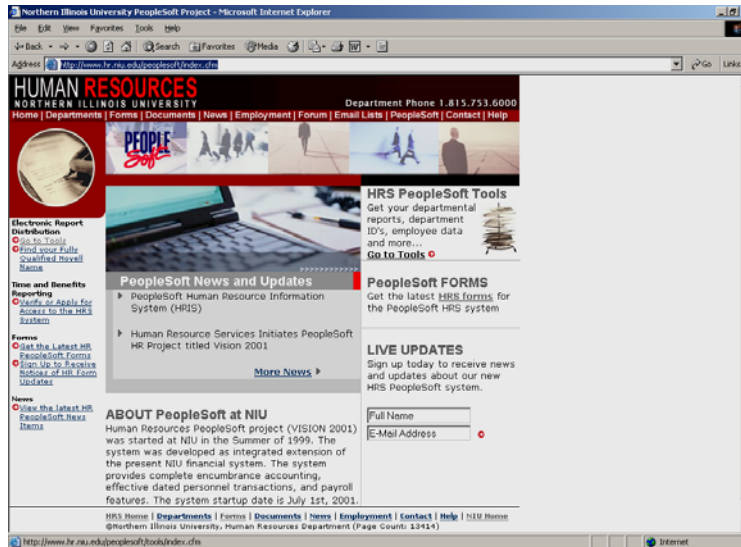 Northern Illinois University PeopleSoft Project - Microsoft Internet Explorer
File Edit View Favorites Tools Help
Back Search Favorites Media
Address http://www.hr.niu.edu/peoplesoft/index.cfm Go Links
HUMAN RESOURCES
NORTHERN ILLINOIS UNIVERSITY Department Phone 1.815.753.6000
Home | Departments | Forms | Documents | News | Employment | Forum | Email Lists | PeopleSoft | Contact | Help
PEOPLE
Soft
Electronic Report
Distribution
Go to Tools
Find your Fully
Qualified Novell
Name
Time and Benefits
Reporting
Verify or Apply for
Access to the HRS
System
Forms
Get the Latest HR
PeopleSoft Forms
Sign Up to Receive
Notices of HR Form
Updates
News
View the latest HR
PeopleSoft News
Items
PeopleSoft News and Updates
PeopleSoft Human Resource Information
System (HRIS)
Human Resource Services Initiates PeopleSoft
HR Project titled Vision 2001
More News
ABOUT PeopleSoft at NIU
Human Resources PeopleSoft project (VISION 2001)
was started at NIU in the Summer of 1999. The
system was developed as integrated extension of
the present NIU financial system. The system
provides complete encumbrance accounting,
effective dated personnel transactions, and payroll
features. The system startup date is July 1st, 2001.
HRS PeopleSoft Tools
Get your departmental
reports, department
ID's, employee data
and more...
Go to Tools
PeopleSoft FORMS
Get the latest HRS forms for
the PeopleSoft HR system
LIVE UPDATES
Sign up today to receive news
and updates about our new
HRS PeopleSoft system.
Full Name
E-Mail Address
HRS Home | Departments | Forms | Documents | News | Employment | Contact | Help | NIU Home
©Northern Illinois University, Human Resources Department (Page Count: 13414)
http://www.hr.niu.edu/peoplesoft/tools/index.cfm Internet